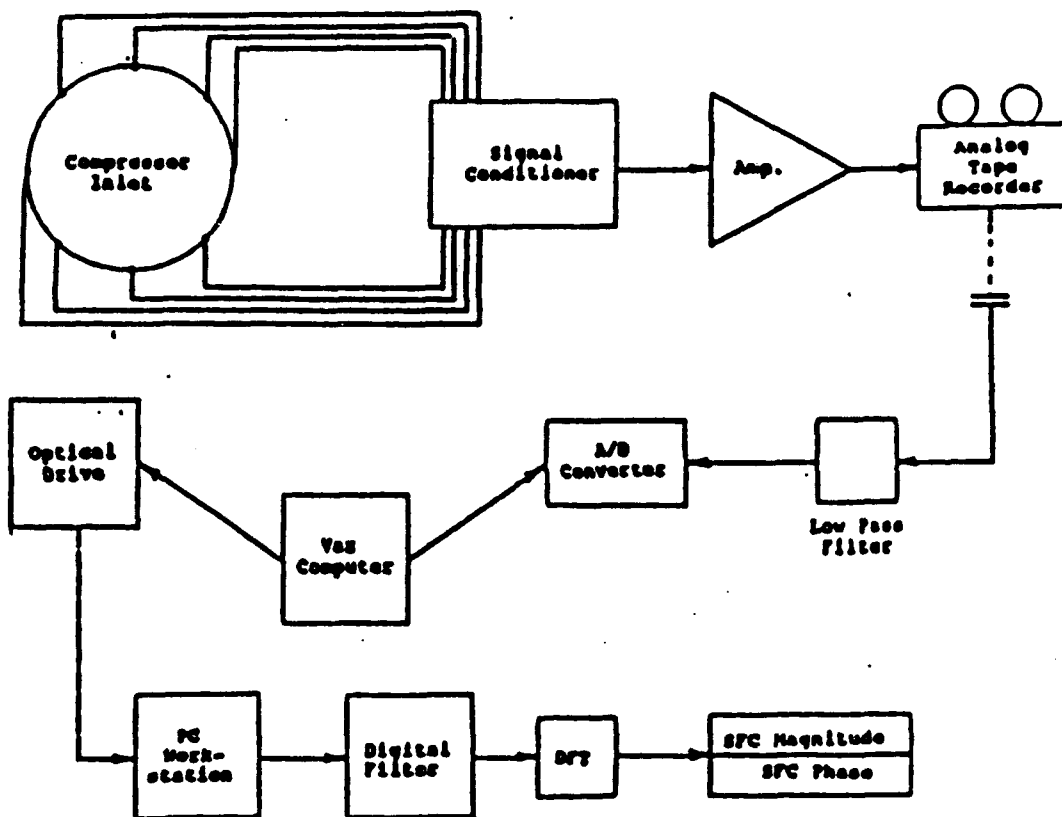 Compressor
Inlet
Signal
Conditioner
Amp.
Analog
Tape
Recorder
Optical
Drive
Vax
Computer
A/D
Converter
Low Pass
Filter
PC
Work-
station
Digital
Filter
DFT
SFC Magnitude
SFC Phase